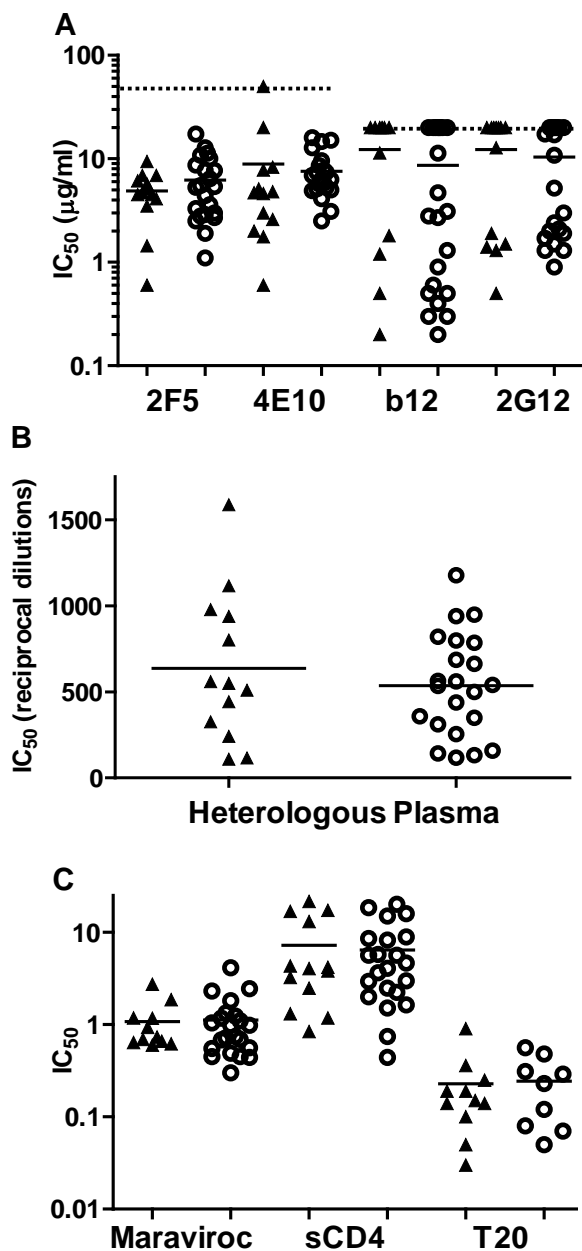 A
100
10
1
0.1
IC50 (μg/ml)
2F5 4E10 b12 2G12
B
1500
1000
500
0
IC50 (reciprocal dilutions)
Heterologous Plasma
C
10
1
0.1
0.01
IC50
Maraviroc sCD4 T20